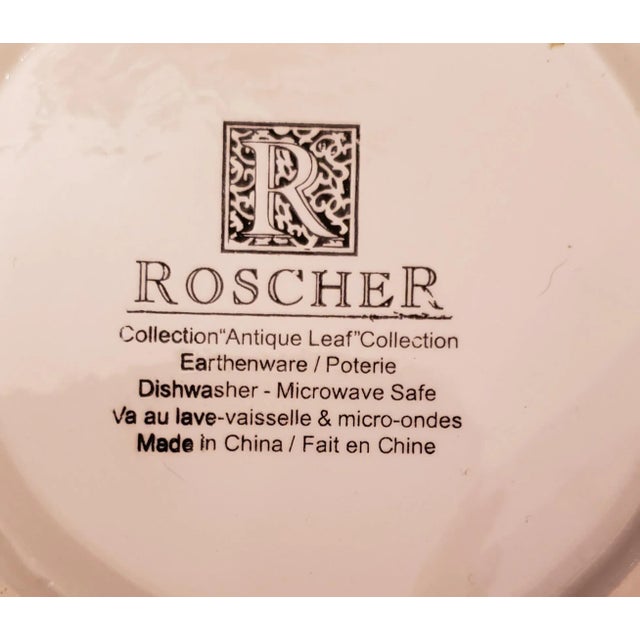 R
ROSCHER
Collection"Antique Leaf"Collection
Earthenware / Poterie
Dishwasher - Microwave Safe
Va au lave-vaisselle & micro-ondes
Made in China / Fait en Chine